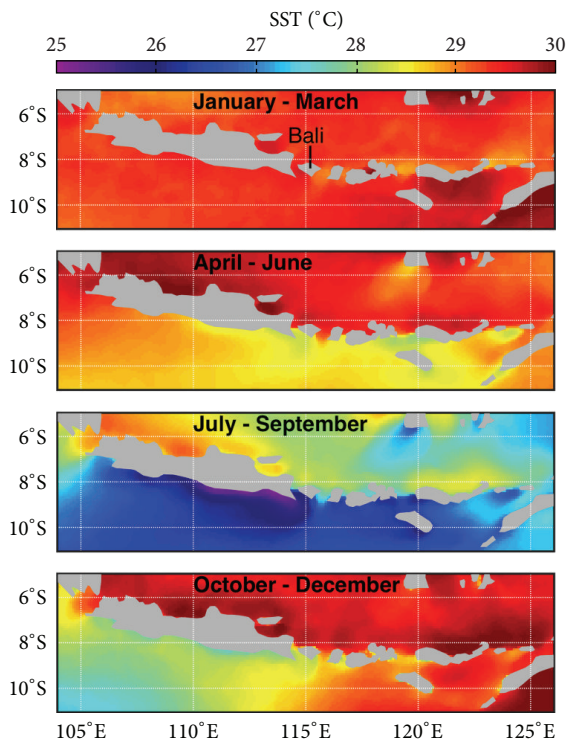 SST (˚C)
25 26 27 28 29 30
January - March
6˚S
Bali
8˚S
10˚S
April - June
6˚S
8˚S
10˚S
July - September
6˚S
8˚S
10˚S
October - December
6˚S
8˚S
10˚S
105˚E 110˚E 115˚E 120˚E 125˚E